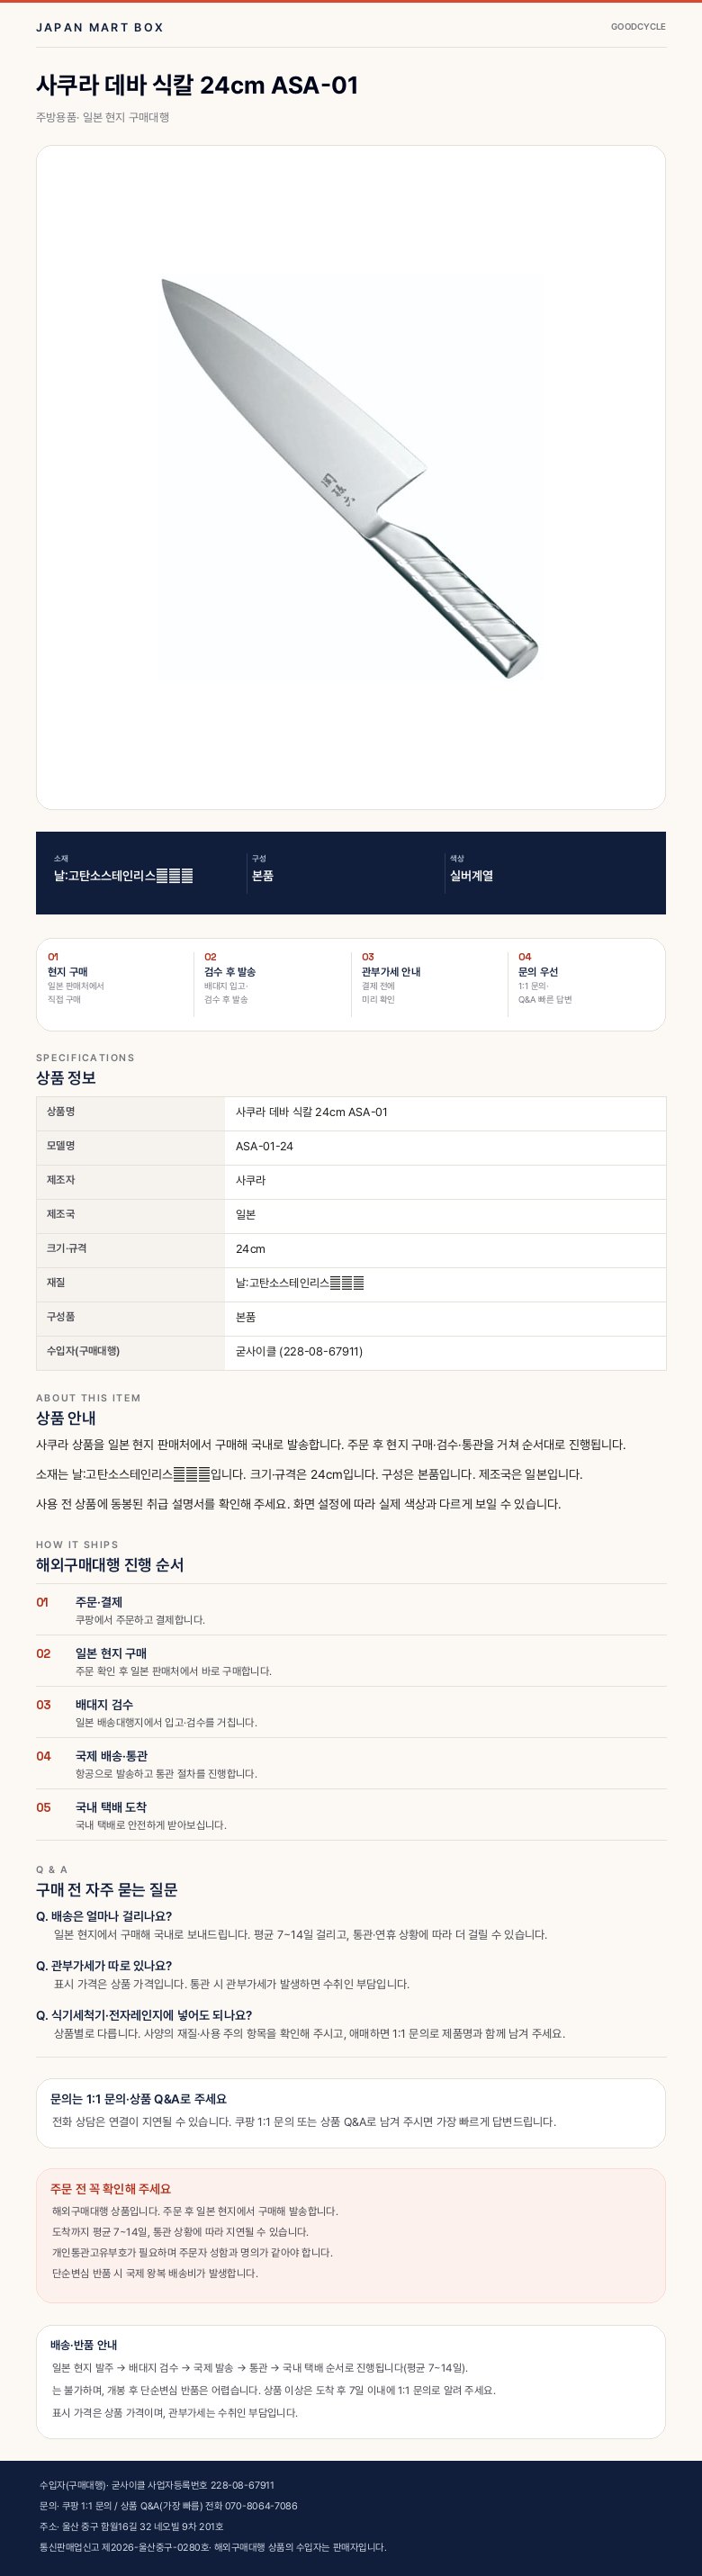 JAPAN MART BOX
GOODCYCLE
사쿠라 데바 식칼 24cm ASA-01
주방용품· 일본 현지 구매대행
関孫六
소재
날:고탄소스테인리스
구성
본품
색상
실버계열
01
현지 구매
일본 판매처에서
직접 구매
02
검수 후 발송
배대지 입고·
검수 후 발송
03
관부가세 안내
결제 전에
미리 확인
04
문의 우선
1:1 문의·
Q&A 빠른 답변
SPECIFICATIONS
상품 정보
상품명 사쿠라 데바 식칼 24cm ASA-01
모델명 ASA-01-24
제조자 사쿠라
제조국 일본
크기·규격 24cm
재질 날:고탄소스테인리스
구성품 본품
수입자(구매대행) 굳사이클 (228-08-67911)
ABOUT THIS ITEM
상품 안내
사쿠라 상품을 일본 현지 판매처에서 구매해 국내로 발송합니다. 주문 후 현지 구매·검수·통관을 거쳐 순서대로 진행됩니다.
소재는 날:고탄소스테인리스입니다. 크기·규격은 24cm입니다. 구성은 본품입니다. 제조국은 일본입니다.
사용 전 상품에 동봉된 취급 설명서를 확인해 주세요. 화면 설정에 따라 실제 색상과 다르게 보일 수 있습니다.
HOW IT SHIPS
해외구매대행 진행 순서
01 주문·결제
쿠팡에서 주문하고 결제합니다.
02 일본 현지 구매
주문 확인 후 일본 판매처에서 바로 구매합니다.
03 배대지 검수
일본 배송대행지에서 입고·검수를 거칩니다.
04 국제 배송·통관
항공으로 발송하고 통관 절차를 진행합니다.
05 국내 택배 도착
국내 택배로 안전하게 받아보십니다.
Q & A
구매 전 자주 묻는 질문
Q. 배송은 얼마나 걸리나요?
일본 현지에서 구매해 국내로 보내드립니다. 평균 7~14일 걸리고, 통관·연휴 상황에 따라 더 걸릴 수 있습니다.
Q. 관부가세가 따로 있나요?
표시 가격은 상품 가격입니다. 통관 시 관부가세가 발생하면 수취인 부담입니다.
Q. 식기세척기·전자레인지에 넣어도 되나요?
상품별로 다릅니다. 사양의 재질·사용 주의 항목을 확인해 주시고, 애매하면 1:1 문의로 제품명과 함께 남겨 주세요.
문의는 1:1 문의·상품 Q&A로 주세요
전화 상담은 연결이 지연될 수 있습니다. 쿠팡 1:1 문의 또는 상품 Q&A로 남겨 주시면 가장 빠르게 답변드립니다.
주문 전 꼭 확인해 주세요
해외구매대행 상품입니다. 주문 후 일본 현지에서 구매해 발송합니다.
도착까지 평균 7~14일, 통관 상황에 따라 지연될 수 있습니다.
개인통관고유부호가 필요하며 주문자 성함과 명의가 같아야 합니다.
단순변심 반품 시 국제 왕복 배송비가 발생합니다.
배송·반품 안내
일본 현지 발주 → 배대지 검수 → 국제 발송 → 통관 → 국내 택배 순서로 진행됩니다(평균 7~14일).
는 불가하며, 개봉 후 단순변심 반품은 어렵습니다. 상품 이상은 도착 후 7일 이내에 1:1 문의로 알려 주세요.
표시 가격은 상품 가격이며, 관부가세는 수취인 부담입니다.
수입자(구매대행)· 굳사이클 사업자등록번호 228-08-67911
문의· 쿠팡 1:1 문의 / 상품 Q&A(가장 빠름) 전화 070-8064-7086
주소· 울산 중구 함월16길 32 네오빌 9차 201호
통신판매업신고 제2026-울산중구-0280호· 해외구매대행 상품의 수입자는 판매자입니다.